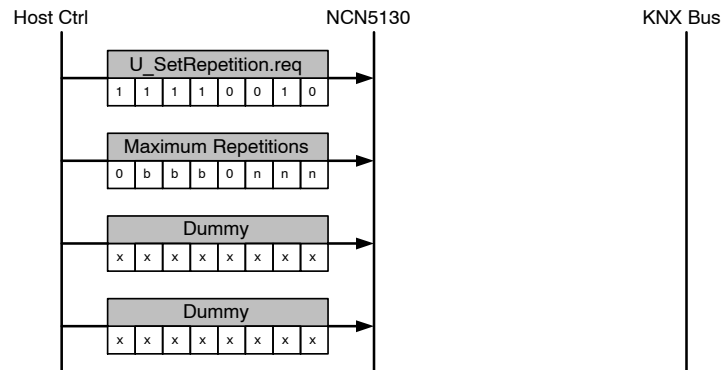 Host Ctrl NCN5130 KNX Bus
U_SetRepetition.req
1 1 1 1 0 0 1 0
Maximum Repetitions
0 b b b 0 n n n
Dummy
x x x x x x x x
Dummy
x x x x x x x x